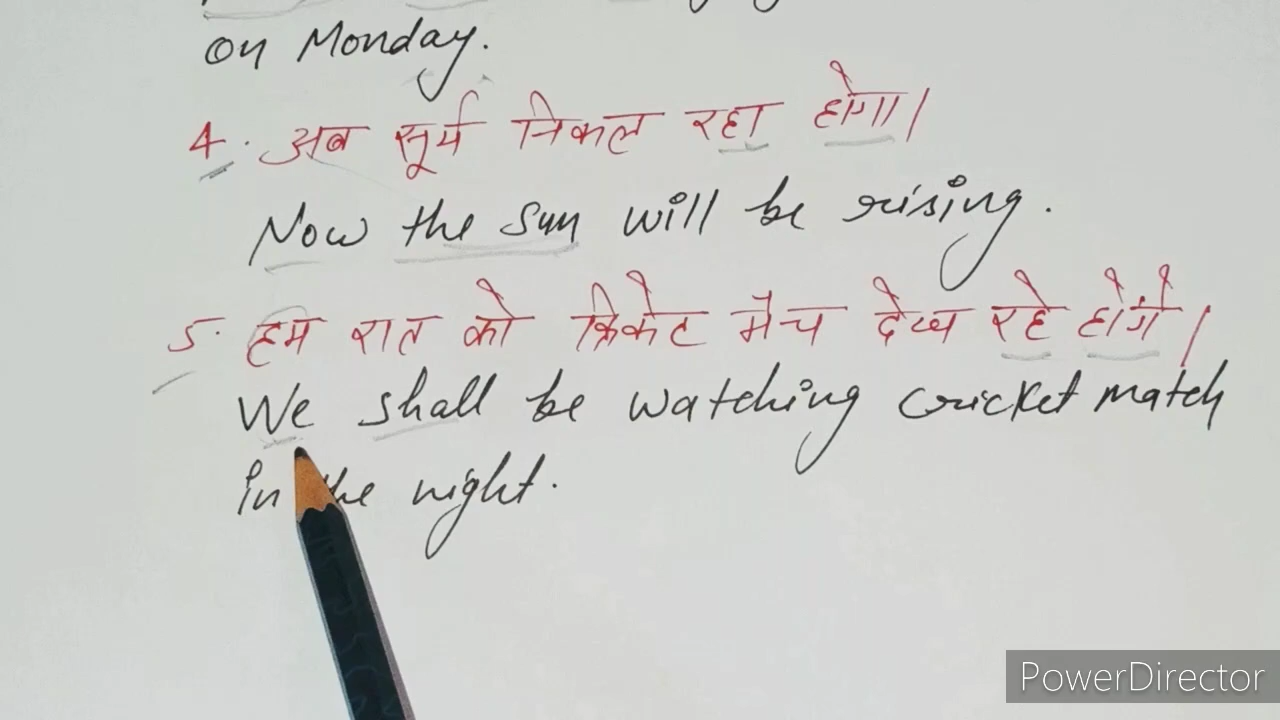 on Monday.
4. अब सूर्य निकल रहा होगा।
Now the sun will be rising.
5. हम रात को क्रिकेट मैच देख रहे होंगे।
We shall be watching cricket match
in the night.
PowerDirector